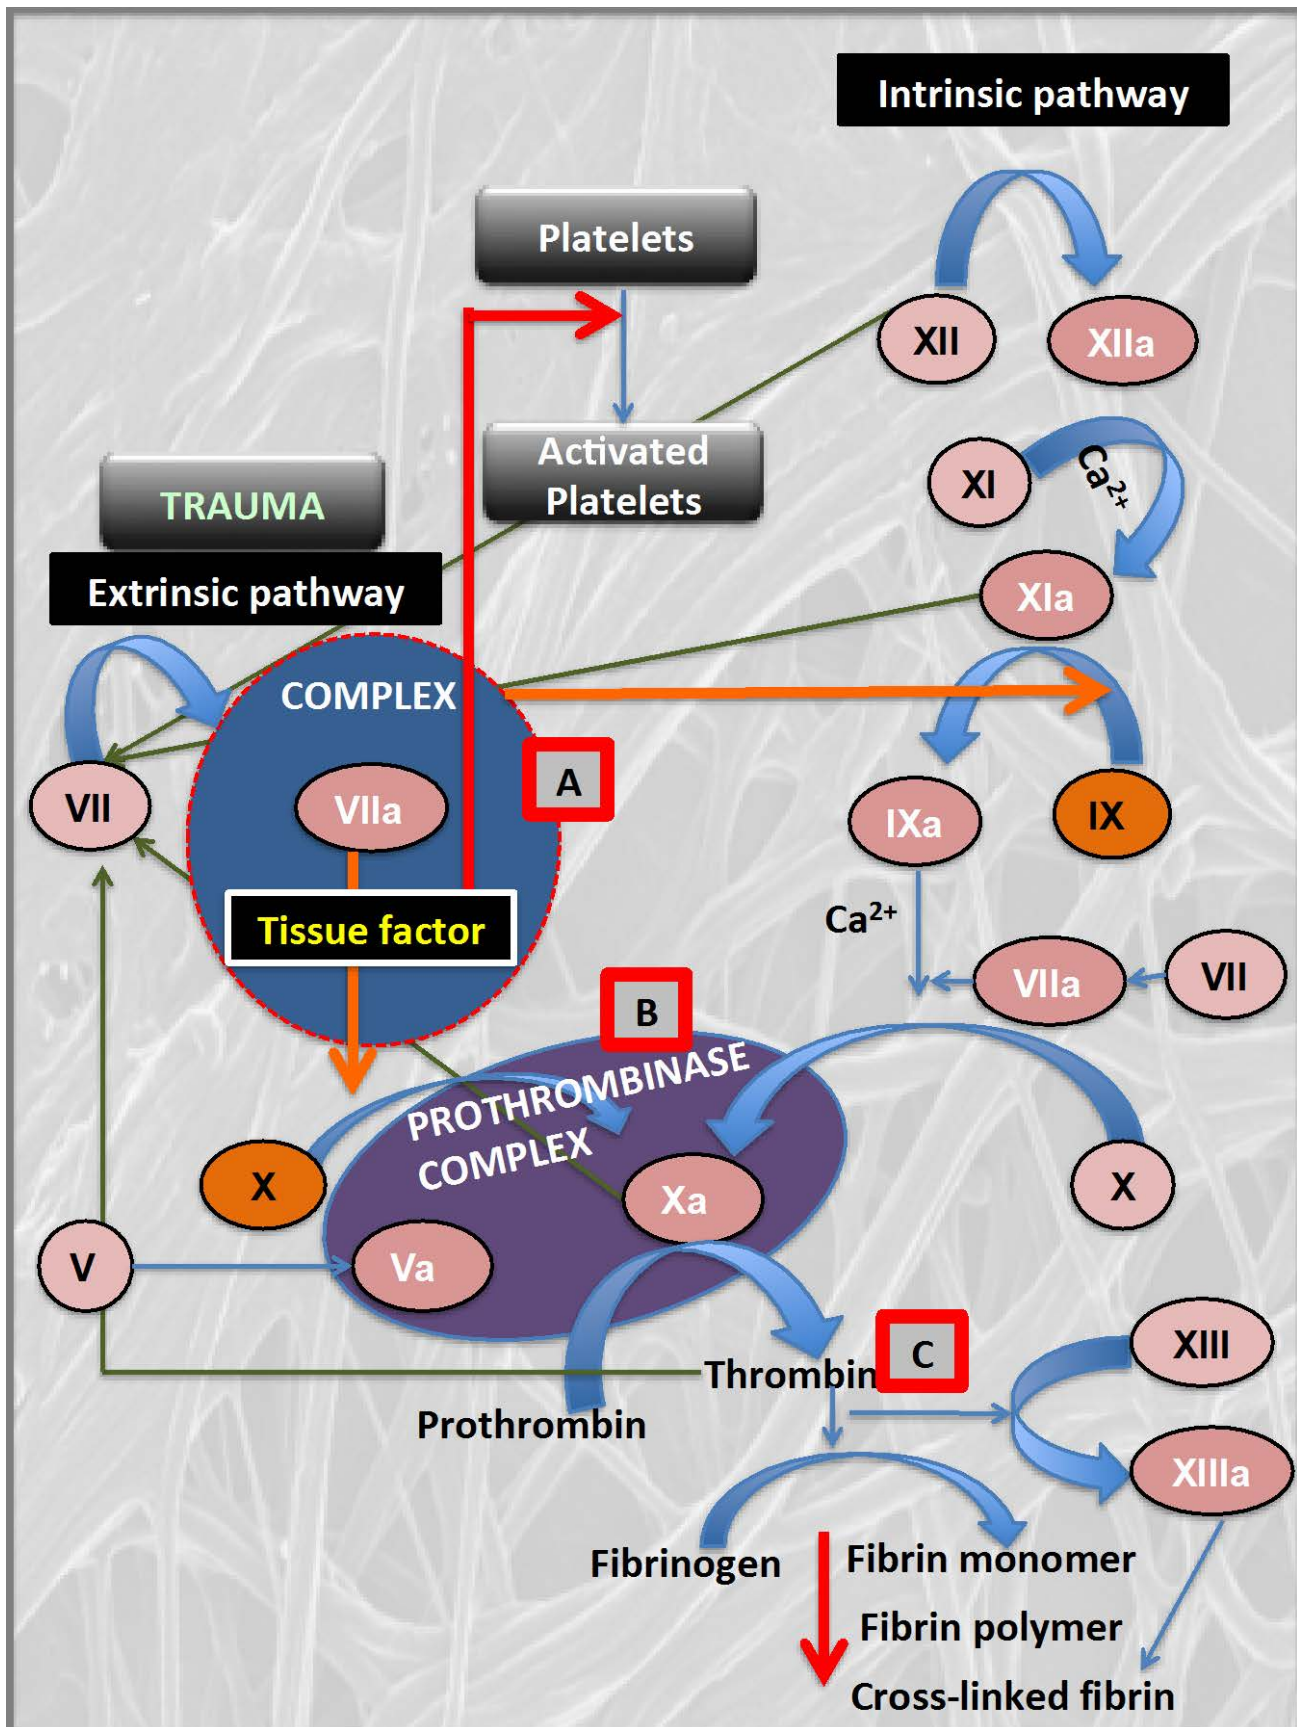 Intrinsic pathway
Platelets
XII
XIIa
Activated
Platelets
XI
Ca2+
TRAUMA
Extrinsic pathway
XIa
COMPLEX
A
VII
VIIa
IXa
IX
Ca2+
Tissue factor
VIIa
VII
B
PROTHROMBINASE
COMPLEX
X
Xa
X
V
Va
Thrombin
C
XIII
Prothrombin
XIIIa
Fibrinogen
Fibrin monomer
Fibrin polymer
Cross-linked fibrin